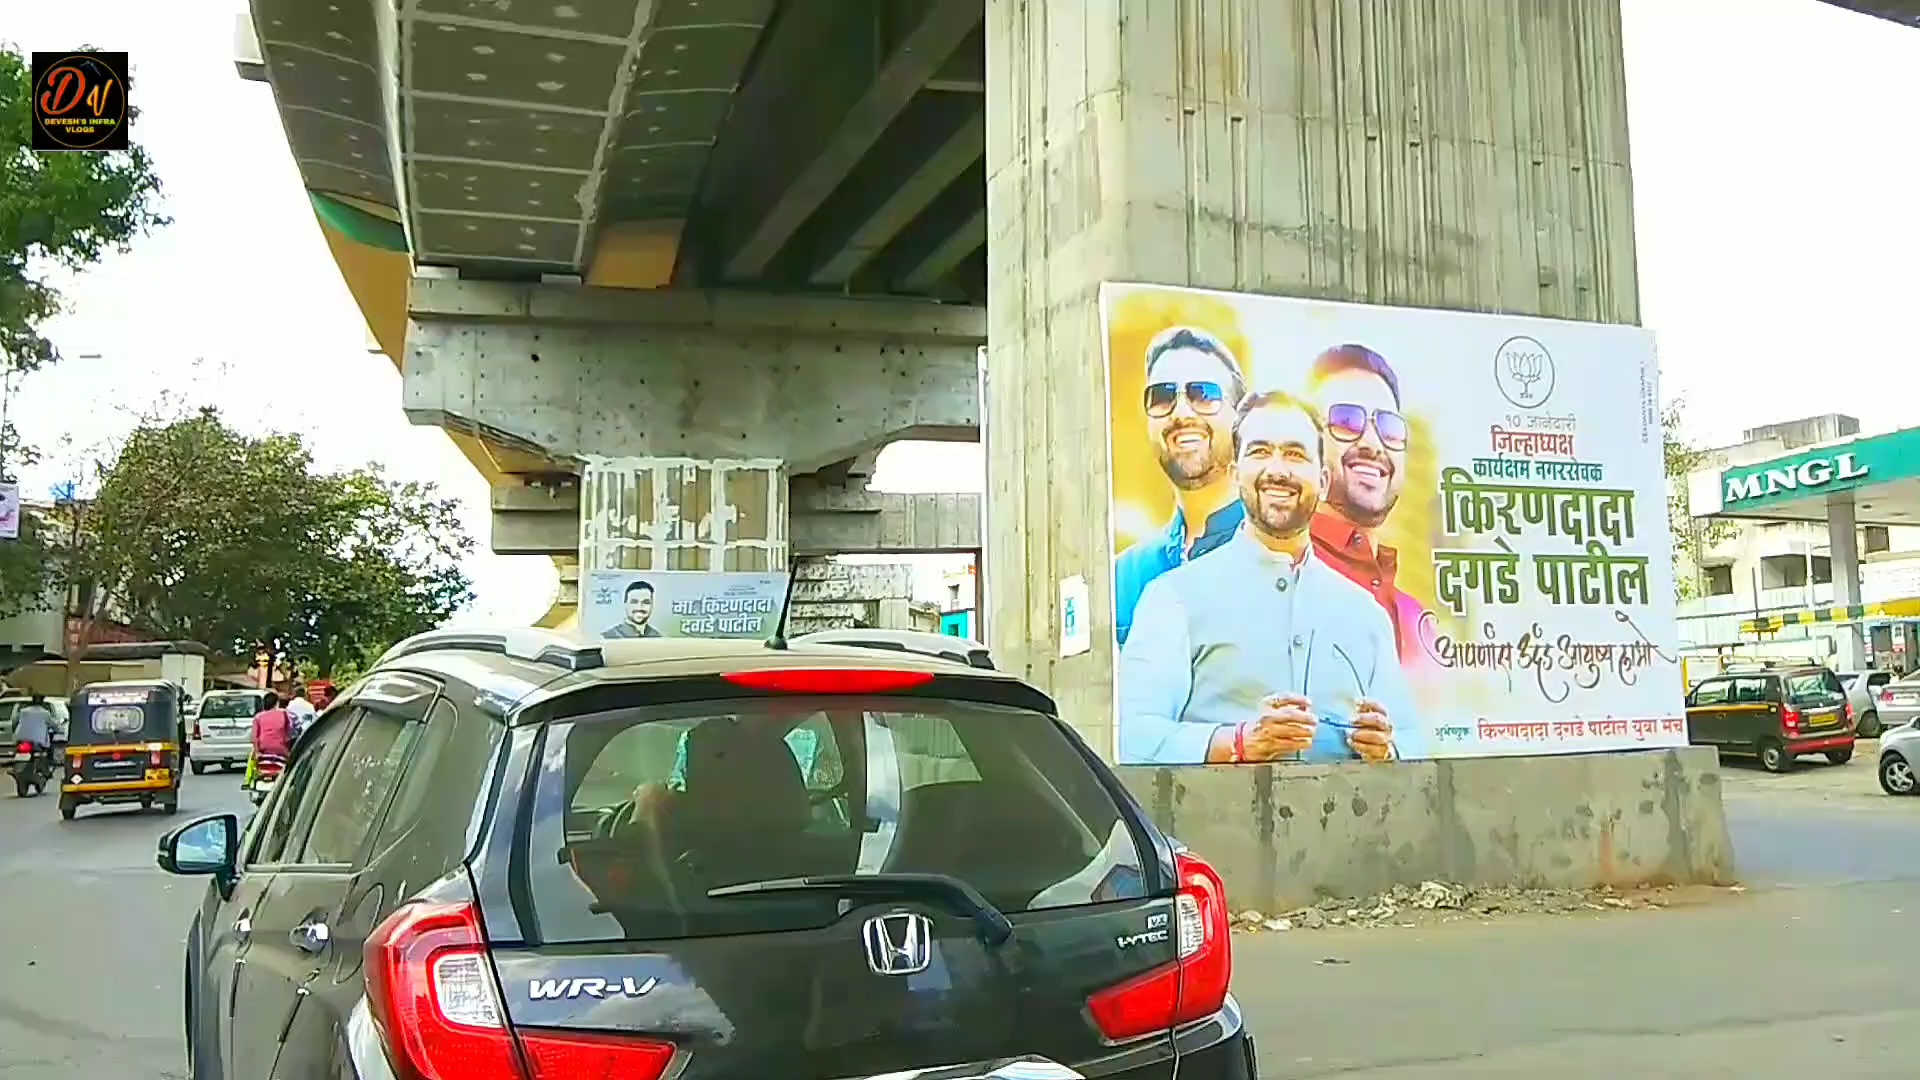 DV
DEVESH'S INFRA
VLOGS
१० जानेवारी
जिल्हाध्यक्ष
कार्यक्षम नगरसेवक
किरणदादा
दगडे पाटील
आपणांस उदंड आयुष्य लाभो
शुभेच्छुक किरणदादा दगडे पाटील युवा मंच
MNGL
मा. किरणदादा
दगडे पाटील
WR-V
VX
i-VTEC